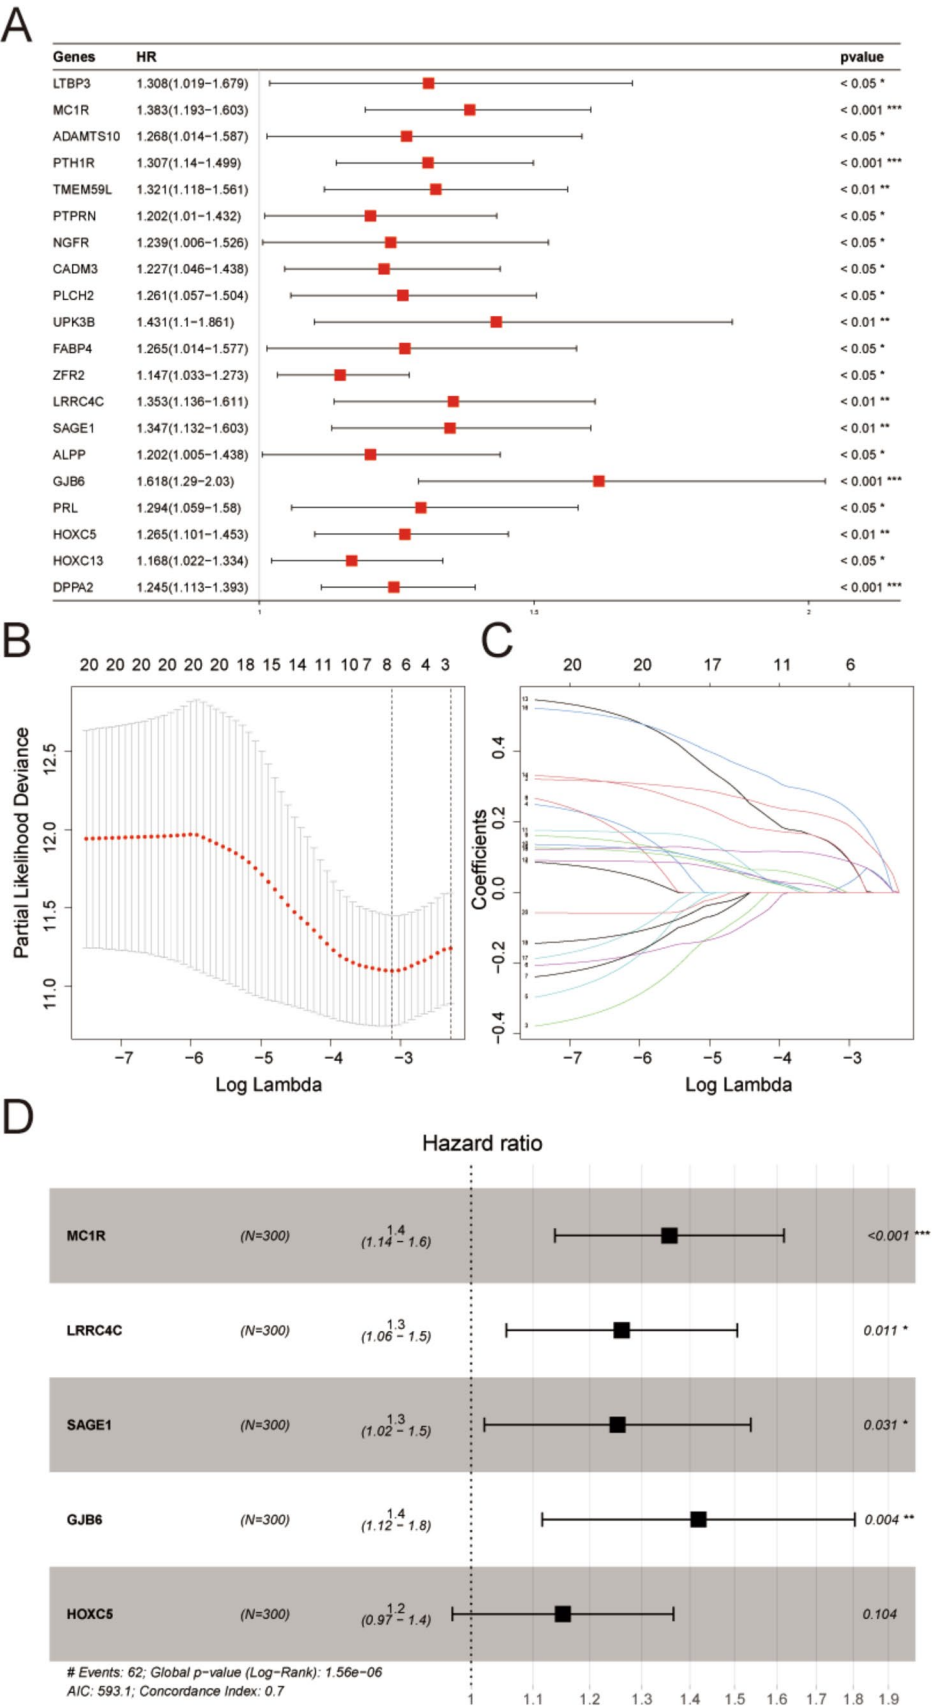 A
Genes HR pvalue
LTBP3 1.308(1.019−1.679) < 0.05 *
MC1R 1.383(1.193−1.603) < 0.001 ***
ADAMTS10 1.268(1.014−1.587) < 0.05 *
PTH1R 1.307(1.14−1.499) < 0.001 ***
TMEM59L 1.321(1.118−1.561) < 0.01 **
PTPRN 1.202(1.01−1.432) < 0.05 *
NGFR 1.239(1.006−1.526) < 0.05 *
CADM3 1.227(1.046−1.438) < 0.05 *
PLCH2 1.261(1.057−1.504) < 0.05 *
UPK3B 1.431(1.1−1.861) < 0.01 **
FABP4 1.265(1.014−1.577) < 0.05 *
ZFR2 1.147(1.033−1.273) < 0.05 *
LRRC4C 1.353(1.136−1.611) < 0.01 **
SAGE1 1.347(1.132−1.603) < 0.01 **
ALPP 1.202(1.005−1.438) < 0.05 *
GJB6 1.618(1.29−2.03) < 0.001 ***
PRL 1.294(1.059−1.58) < 0.05 *
HOXC5 1.265(1.101−1.453) < 0.01 **
HOXC13 1.168(1.022−1.334) < 0.05 *
DPPA2 1.245(1.113−1.393) < 0.001 ***
1 1.5 2
B
20 20 20 20 20 20 18 15 14 11 10 7 8 6 4 3
Partial Likelihood Deviance
12.5
12.0
11.5
11.0
−7 −6 −5 −4 −3
Log Lambda
C
20 20 17 11 6
Coefficients
0.4
0.2
0.0
−0.2
−0.4
−7 −6 −5 −4 −3
Log Lambda
D
Hazard ratio
MC1R (N=300) 1.4 (1.14 − 1.6) <0.001 ***
LRRC4C (N=300) 1.3 (1.06 − 1.5) 0.011 *
SAGE1 (N=300) 1.3 (1.02 − 1.5) 0.031 *
GJB6 (N=300) 1.4 (1.12 − 1.8) 0.004 **
HOXC5 (N=300) 1.2 (0.97 − 1.4) 0.104
# Events: 62; Global p−value (Log−Rank): 1.56e−06
AIC: 593.1; Concordance Index: 0.7
1 1.1 1.2 1.3 1.4 1.5 1.6 1.7 1.8 1.9